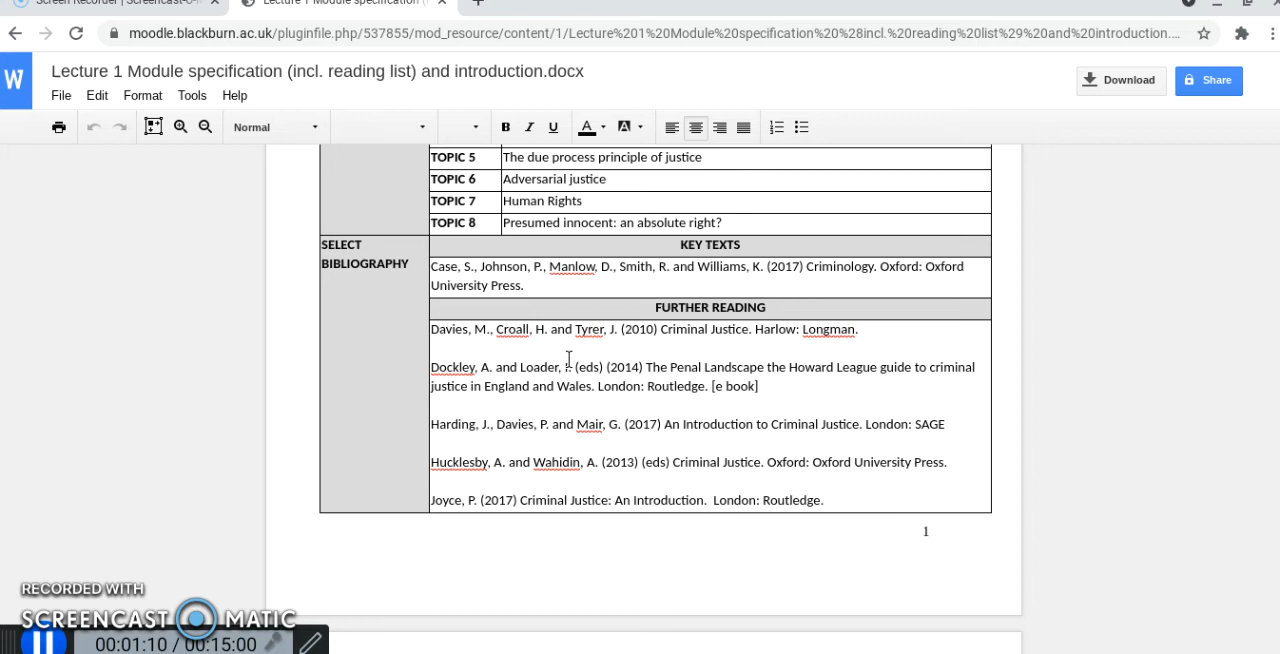 Screen Recorder | Screencast-O-M
Lecture 1 Module specification (
moodle.blackburn.ac.uk/pluginfile.php/537855/mod_resource/content/1/Lecture%201%20Module%20specification%20%28incl.%20reading%20list%29%20and%20introduction....
W
Lecture 1 Module specification (incl. reading list) and introduction.docx
Download
Share
File Edit Format Tools Help
Normal
B I U A A
TOPIC 5 The due process principle of justice
TOPIC 6 Adversarial justice
TOPIC 7 Human Rights
TOPIC 8 Presumed innocent: an absolute right?
SELECT
BIBLIOGRAPHY
KEY TEXTS
Case, S., Johnson, P., Manlow, D., Smith, R. and Williams, K. (2017) Criminology. Oxford: Oxford
University Press.
FURTHER READING
Davies, M., Croall, H. and Tyrer, J. (2010) Criminal Justice. Harlow: Longman.
Dockley, A. and Loader, (eds) (2014) The Penal Landscape the Howard League guide to criminal
justice in England and Wales. London: Routledge. [e book]
Harding, J., Davies, P. and Mair, G. (2017) An Introduction to Criminal Justice. London: SAGE
Hucklesby, A. and Wahidin, A. (2013) (eds) Criminal Justice. Oxford: Oxford University Press.
Joyce, P. (2017) Criminal Justice: An Introduction. London: Routledge.
1
RECORDED WITH
SCREENCAST MATIC
00:01:10 / 00:15:00